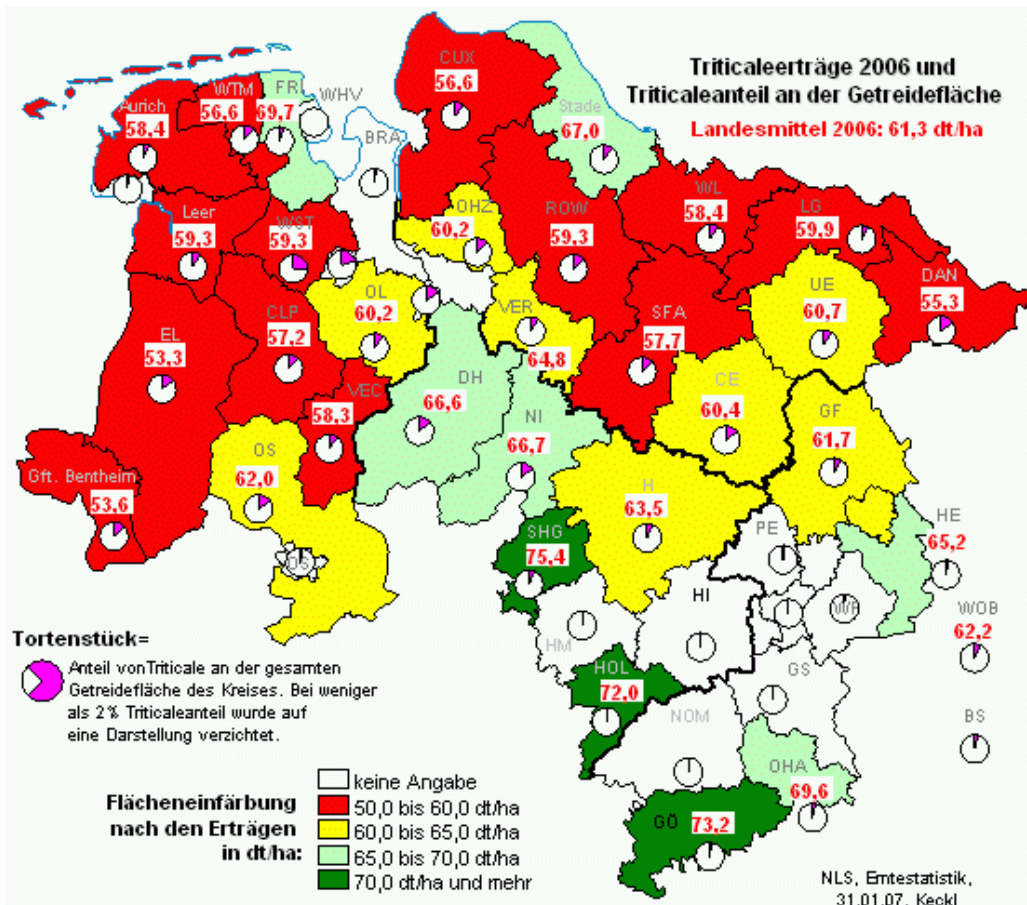 Triticaleerträge 2006 und
Triticaleanteil an der Getreidefläche
Landesmittel 2006: 61,3 dt/ha
CUX
56,6
WTM
56,6
FRI
69,7
WHV
Aurich
58,4
Stade
67,0
BRA
WL
58,4
LG
59,9
OHZ
60,2
ROW
59,3
Leer
59,3
WST
59,3
DAN
55,3
UE
60,7
OL
60,2
VER
64,8
SFA
57,7
CLP
57,2
EL
53,3
VEC
58,3
DH
66,6
CE
60,4
GF
61,7
NI
66,7
OS
62,0
Gft. Bentheim
53,6
H
63,5
HE
65,2
PE
SHG
75,4
OS
HI
WF
WOB
62,2
HM
HOL
72,0
GS
NOM
BS
OHA
69,6
GÖ
73,2
Tortenstück=
Anteil von Triticale an der gesamten
Getreidefläche des Kreises. Bei weniger
als 2% Triticaleanteil wurde auf
eine Darstellung verzichtet.
Flächeneinfärbung
nach den Erträgen
in dt/ha:
keine Angabe
50,0 bis 60,0 dt/ha
60,0 bis 65,0 dt/ha
65,0 bis 70,0 dt/ha
70,0 dt/ha und mehr
NLS, Erntestatistik,
31.01.07, Keckl